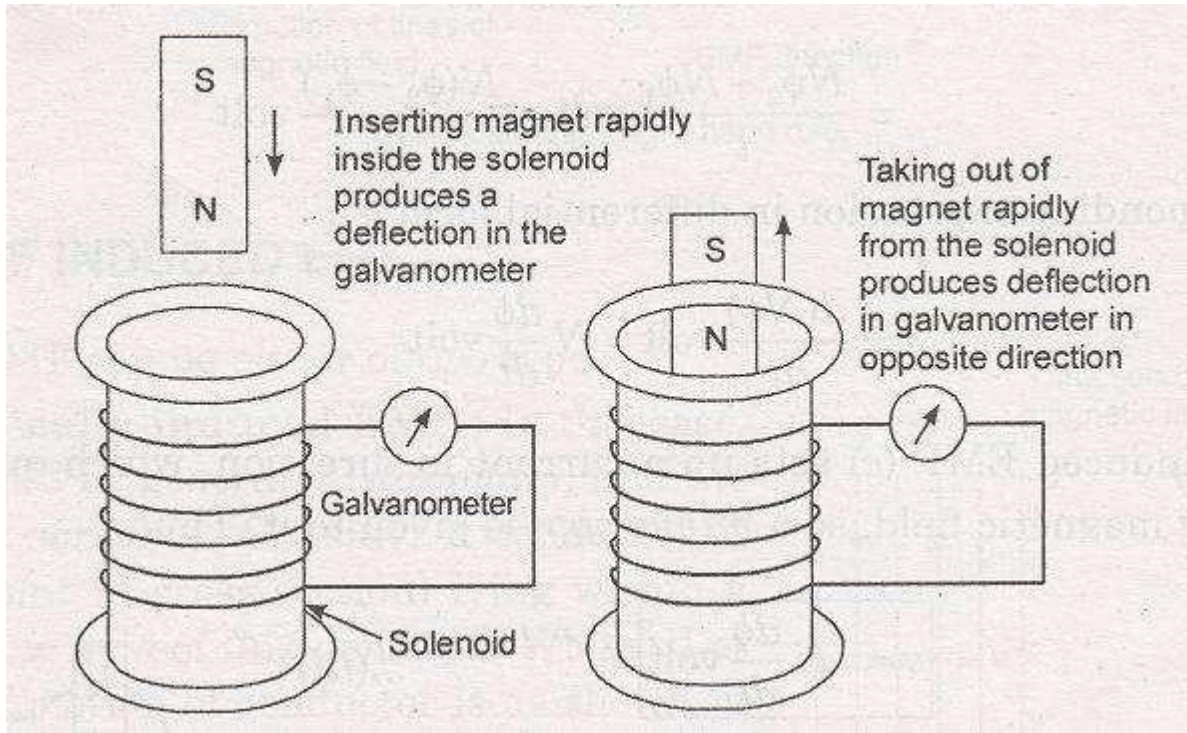 S
N
Inserting magnet rapidly
inside the solenoid
produces a
deflection in the
galvanometer
Galvanometer
Solenoid
S
N
Taking out of
magnet rapidly
from the solenoid
produces deflection
in galvanometer in
opposite direction